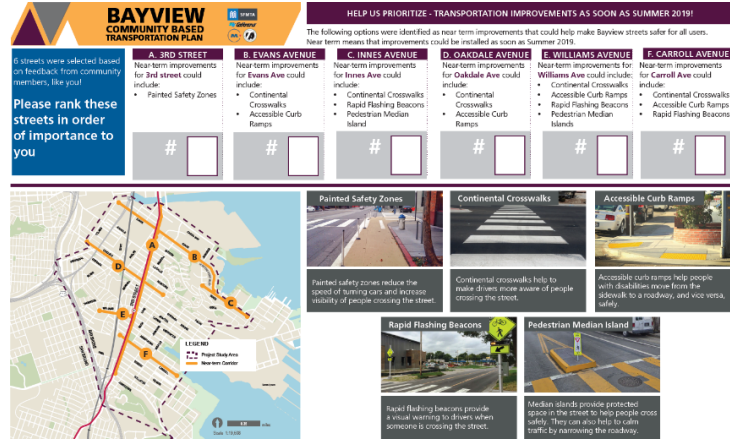 BAYVIEW
COMMUNITY BASED
TRANSPORTATION PLAN
SFMTA
HELP US PRIORITIZE - TRANSPORTATION IMPROVEMENTS AS SOON AS SUMMER 2019!
The following options were identified as near term improvements that could help make Bayview streets safer for all users.
Near term means that improvements could be installed as soon as Summer 2019.
6 streets were selected based
on feedback from community
members, like you!
Please rank these
streets in order
of importance to
you
A. 3RD STREET
Near-term improvements
for 3rd street could
include:
• Painted Safety Zones
#
B. EVANS AVENUE
Near-term improvements
for Evans Ave could
include:
• Continental
Crosswalks
• Accessible Curb
Ramps
#
C. INNES AVENUE
Near-term improvements
for Innes Ave could
include:
• Continental Crosswalks
• Rapid Flashing Beacons
• Pedestrian Median
Island
#
D. OAKDALE AVENUE
Near-term improvements
for Oakdale Ave could
include:
• Continental
Crosswalks
• Accessible Curb
Ramps
#
E. WILLIAMS AVENUE
Near-term improvements for
Williams Ave could include:
• Continental Crosswalks
• Accessible Curb Ramps
• Rapid Flashing Beacons
• Pedestrian Median
Islands
#
F. CARROLL AVENUE
Near-term improvements
for Carroll Ave could
include:
• Continental Crosswalks
• Accessible Curb Ramps
• Rapid Flashing Beacons
#
A
B
C
D
E
F
LEGEND
Project Study Area
Near-term Corridor
Painted Safety Zones
Painted safety zones reduce the
speed of turning cars and increase
visibility of people crossing the street.
Continental Crosswalks
Continental crosswalks help to
make drivers more aware of people
crossing the street.
Accessible Curb Ramps
Accessible curb ramps help people
with disabilities move from the
sidewalk to a roadway, and vice versa,
safely.
Rapid Flashing Beacons
Rapid flashing beacons provide
a visual warning to drivers when
someone is crossing the street.
Pedestrian Median Island
Median islands provide protected
space in the street to help people cross
safely. They can also help to calm
traffic by narrowing the roadway.